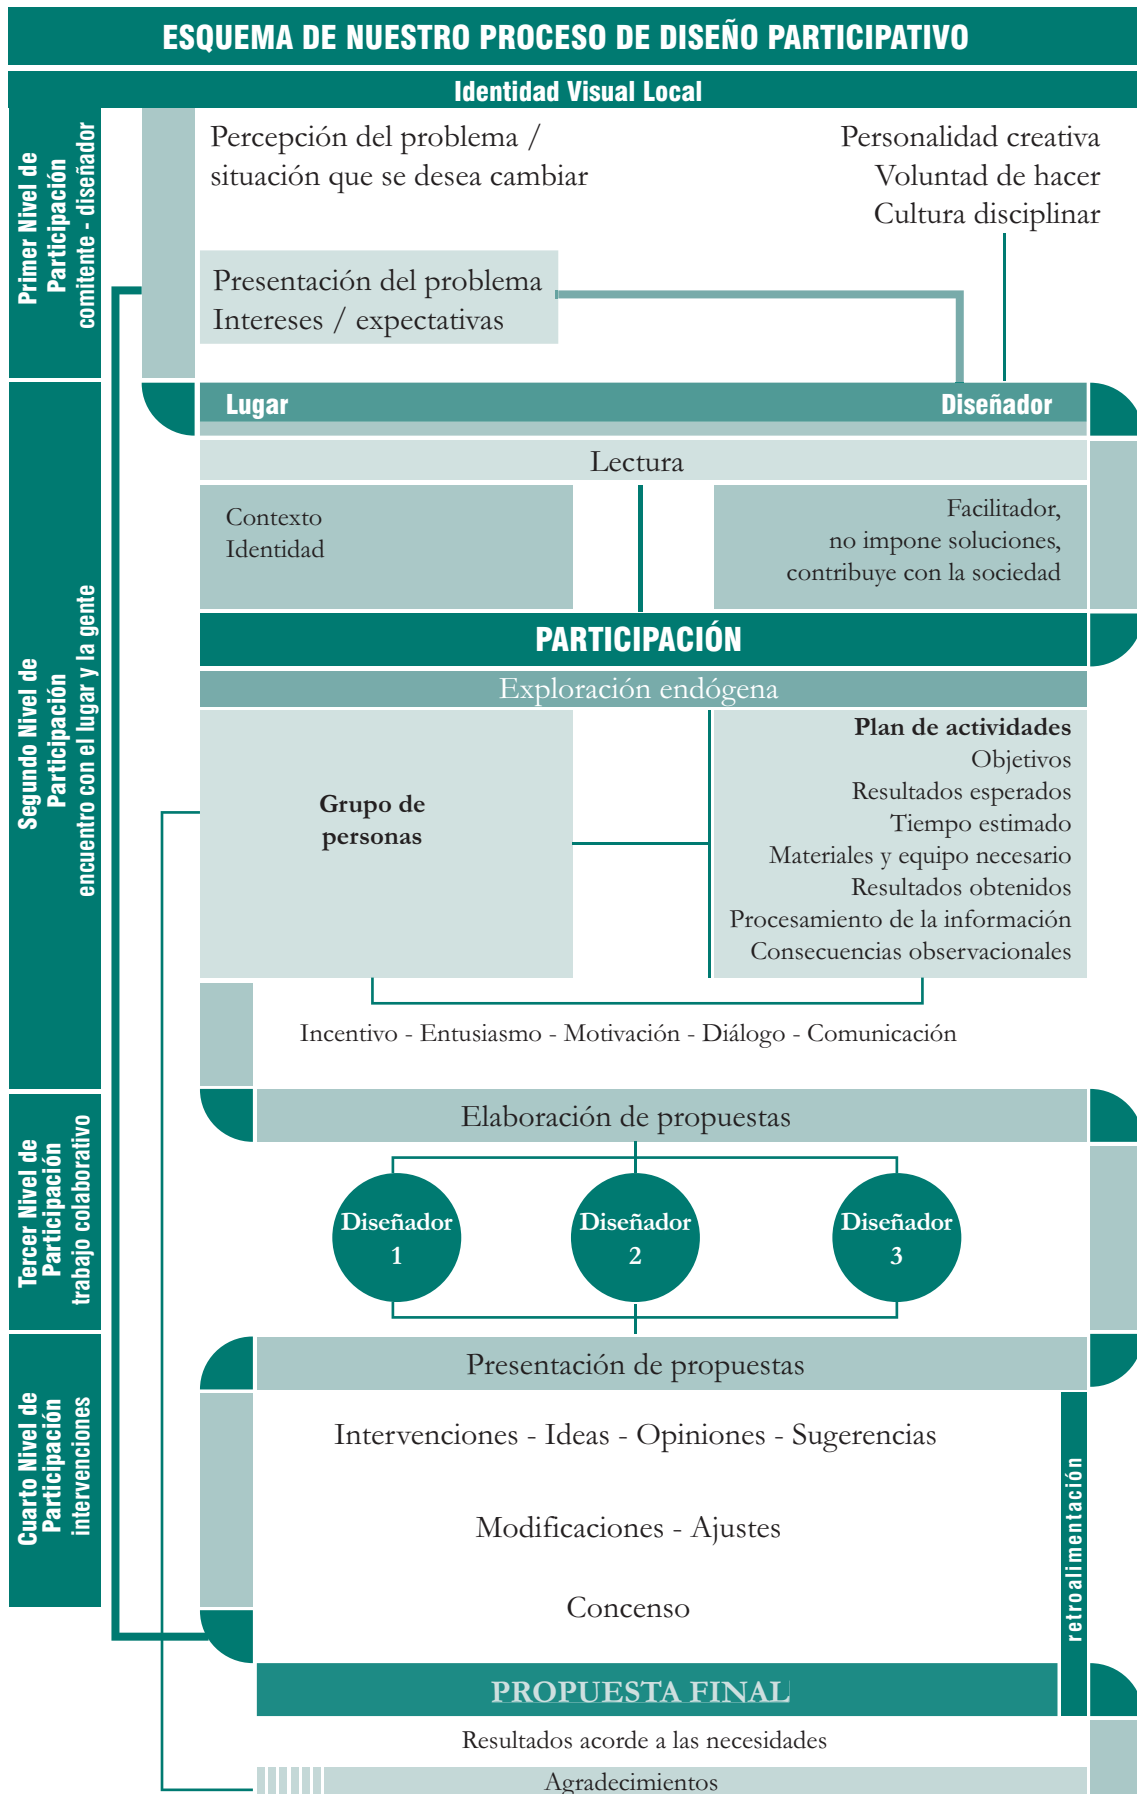 ESQUEMA DE NUESTRO PROCESO DE DISEÑO PARTICIPATIVO
Identidad Visual Local
Primer Nivel de
Participación
comitente - diseñador
Percepción del problema /
situación que se desea cambiar
Personalidad creativa
Voluntad de hacer
Cultura disciplinar
Presentación del problema
Intereses / expectativas
Segundo Nivel de
Participación
encuentro con el lugar y la gente
Lugar
Diseñador
Lectura
Contexto
Identidad
Facilitador,
no impone soluciones,
contribuye con la sociedad
PARTICIPACIÓN
Exploración endógena
Grupo de
personas
Plan de actividades
Objetivos
Resultados esperados
Tiempo estimado
Materiales y equipo necesario
Resultados obtenidos
Procesamiento de la información
Consecuencias observacionales
Incentivo - Entusiasmo - Motivación - Diálogo - Comunicación
Tercer Nivel de
Participación
trabajo colaborativo
Elaboración de propuestas
Diseñador
1
Diseñador
2
Diseñador
3
Cuarto Nivel de
Participación
intervenciones
Presentación de propuestas
Intervenciones - Ideas - Opiniones - Sugerencias
Modificaciones - Ajustes
Concenso
retroalimentación
PROPUESTA FINAL
Resultados acorde a las necesidades
Agradecimientos